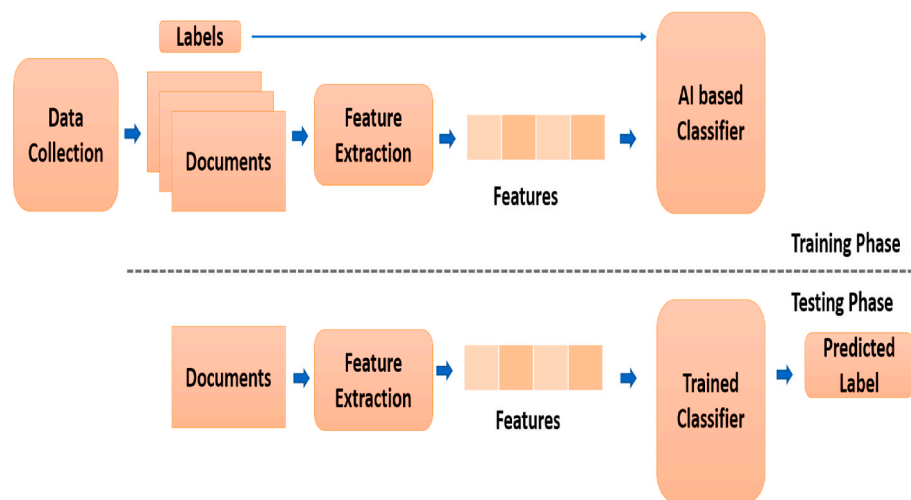 Labels
Data
Collection
Documents
Feature
Extraction
Features
AI based
Classifier
Training Phase
Testing Phase
Documents
Feature
Extraction
Features
Trained
Classifier
Predicted
Label